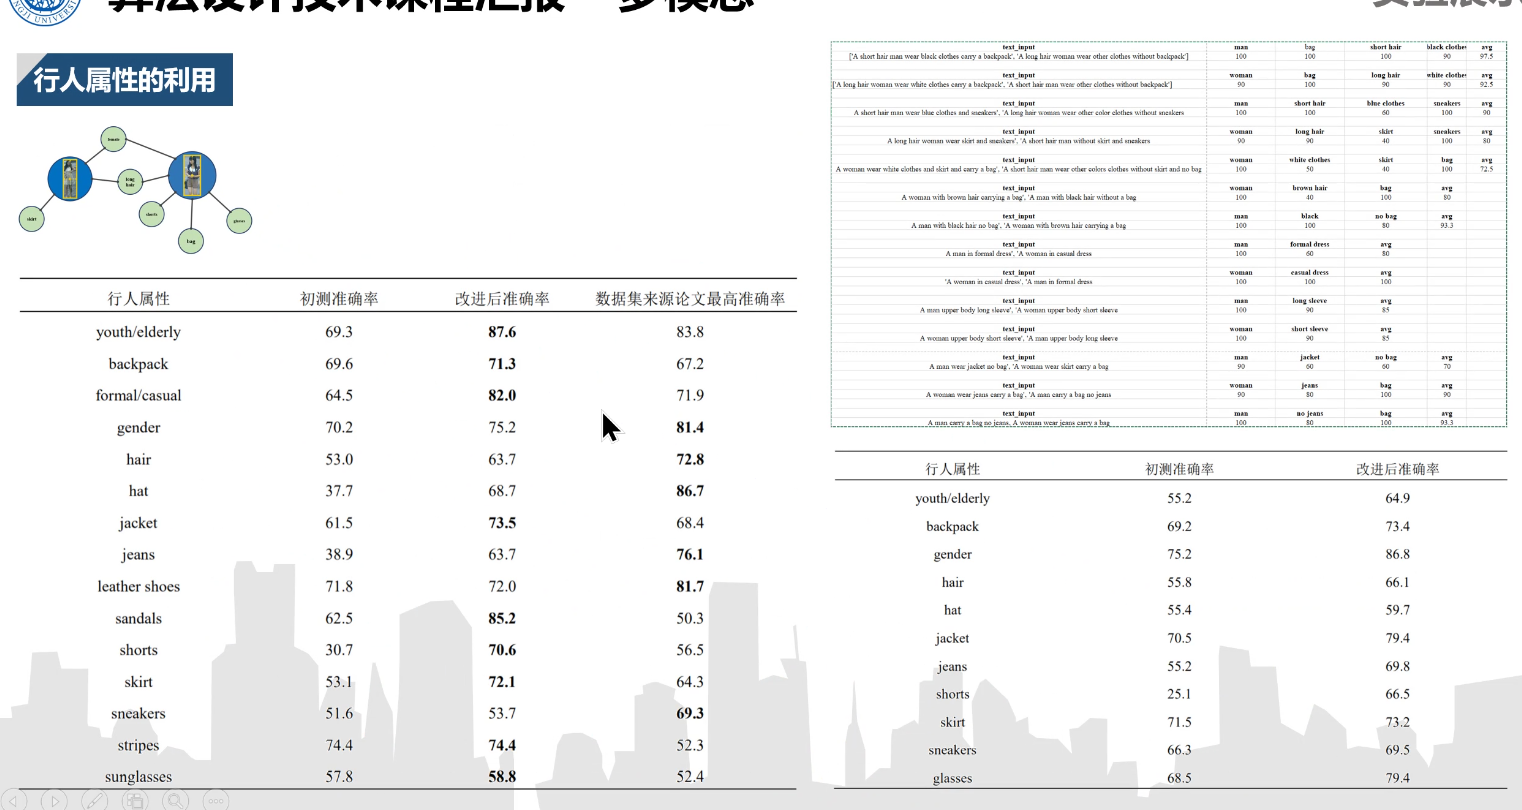 算法设计技术课程汇报—多模态
实验展示
行人属性的利用
female
long hair
skirt
shorts
bag
glasses
行人属性 初测准确率 改进后准确率 数据集来源论文最高准确率
youth/elderly 69.3 87.6 83.8
backpack 69.6 71.3 67.2
formal/casual 64.5 82.0 71.9
gender 70.2 75.2 81.4
hair 53.0 63.7 72.8
hat 37.7 68.7 86.7
jacket 61.5 73.5 68.4
jeans 38.9 63.7 76.1
leather shoes 71.8 72.0 81.7
sandals 62.5 85.2 50.3
shorts 30.7 70.6 56.5
skirt 53.1 72.1 64.3
sneakers 51.6 53.7 69.3
stripes 74.4 74.4 52.3
sunglasses 57.8 58.8 52.4
text_input man bag short hair black clothes avg
['A short hair man wear black clothes carry a backpack', 'A long hair woman wear other clothes without backpack'] 100 100 100 90 97.5
text_input woman bag long hair white clothes avg
['A long hair woman wear white clothes carry a backpack', 'A short hair man wear other clothes without backpack'] 90 100 90 90 92.5
text_input man short hair blue clothes sneakers avg
A short hair man wear blue clothes and sneakers', 'A long hair woman wear other color clothes without sneakers 100 100 60 100 90
text_input woman long hair skirt sneakers avg
A long hair woman wear skirt and sneakers', 'A short hair man without skirt and sneakers 90 90 40 100 80
text_input woman white clothes skirt bag avg
A woman wear white clothes and skirt and carry a bag', 'A short hair man wear other colors clothes without skirt and no bag 100 50 40 100 72.5
text_input woman brown hair bag avg
A woman with brown hair carrying a bag', 'A man with black hair without a bag 100 40 100 80
text_input man black no bag avg
A man with black hair no bag', 'A woman with brown hair carrying a bag 100 100 80 93.3
text_input man formal dress avg
A man in formal dress', 'A woman in casual dress 100 60 80
text_input woman casual dress avg
'A woman in casual dress', 'A man in formal dress 100 100 100
text_input man long sleeve avg
A man upper body long sleeve', 'A woman upper body short sleeve 100 90 85
text_input woman short sleeve avg
A woman upper body short sleeve', 'A man upper body long sleeve 100 90 85
text_input man jacket no bag avg
A man wear jacket no bag', 'A woman wear skirt carry a bag 90 60 60 70
text_input woman jeans bag avg
A woman wear jeans carry a bag', 'A man carry a bag no jeans 90 80 100 90
text_input man no jeans bag avg
A man carry a bag no jeans, A woman wear jeans carry a bag 100 80 100 93.3
行人属性 初测准确率 改进后准确率
youth/elderly 55.2 64.9
backpack 69.2 73.4
gender 75.2 86.8
hair 55.8 66.1
hat 55.4 59.7
jacket 70.5 79.4
jeans 55.2 69.8
shorts 25.1 66.5
skirt 71.5 73.2
sneakers 66.3 69.5
glasses 68.5 79.4